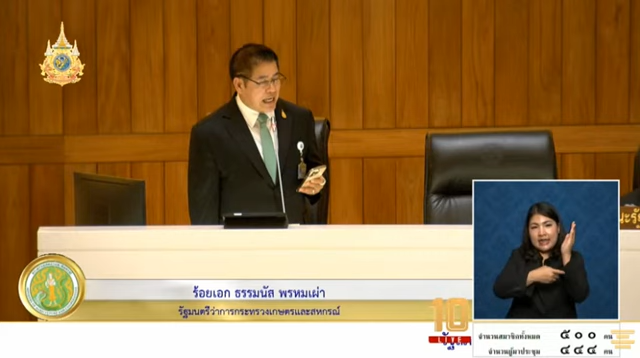 ร้อยเอก ธรรมนัส พรหมเผ่า
รัฐมนตรีว่าการกระทรวงเกษตรและสหกรณ์
10
จำนวนสมาชิกทั้งหมด ๕๐๐ คน
จำนวนผู้มาประชุม ๔๔๔ คน